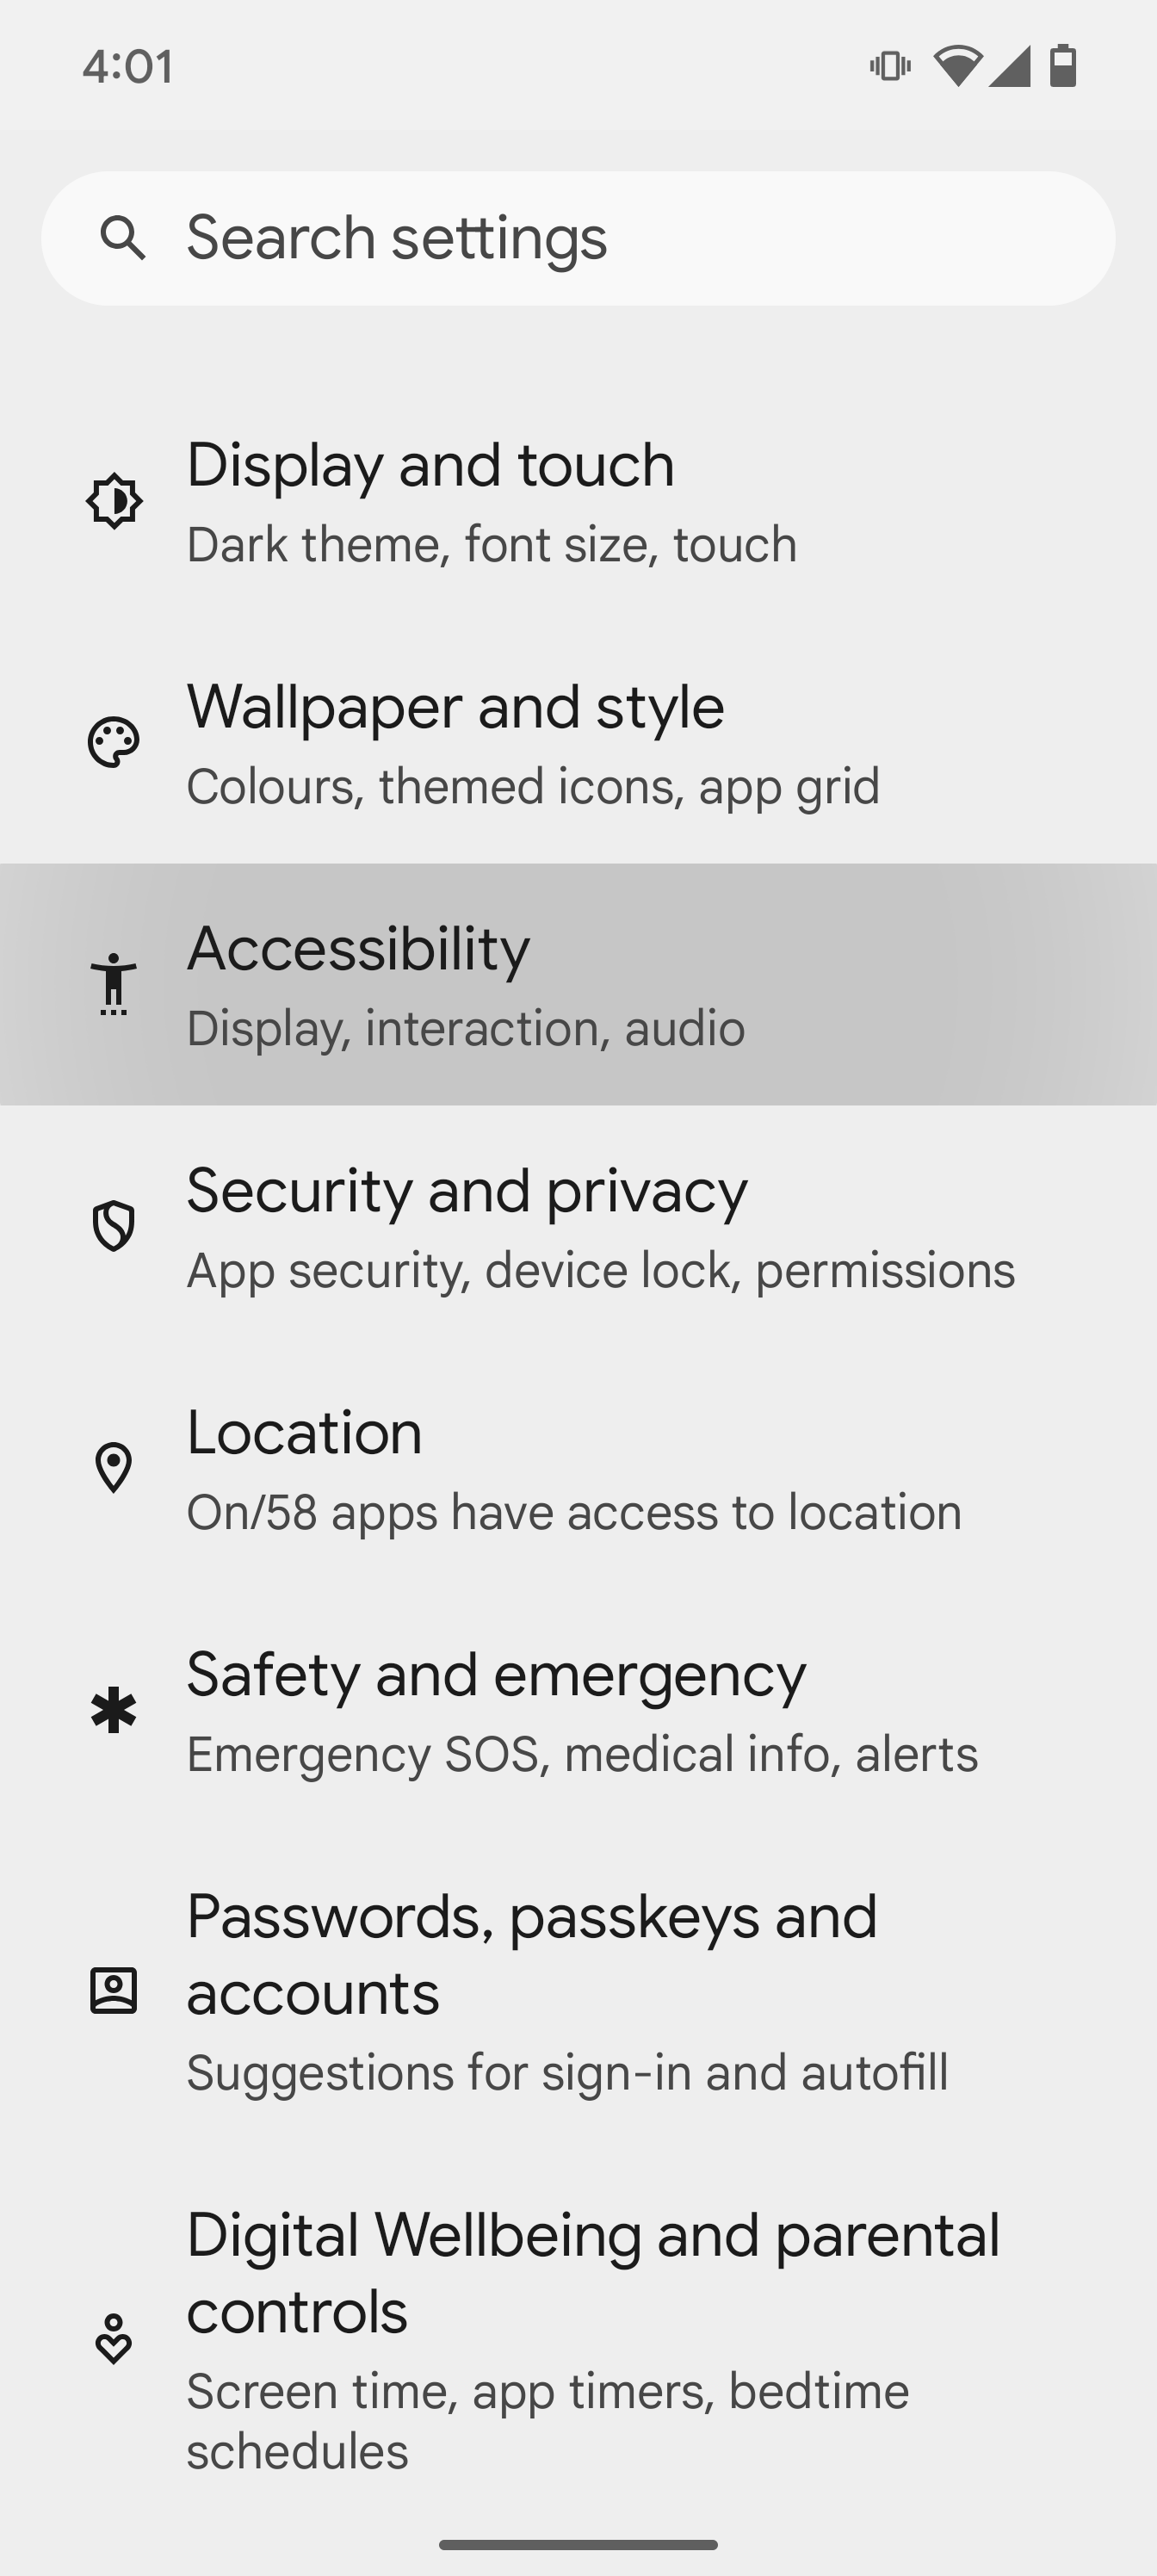 4:01
Search settings
Display and touch
Dark theme, font size, touch
Wallpaper and style
Colours, themed icons, app grid
Accessibility
Display, interaction, audio
Security and privacy
App security, device lock, permissions
Location
On/58 apps have access to location
Safety and emergency
Emergency SOS, medical info, alerts
Passwords, passkeys and
accounts
Suggestions for sign-in and autofill
Digital Wellbeing and parental
controls
Screen time, app timers, bedtime
schedules